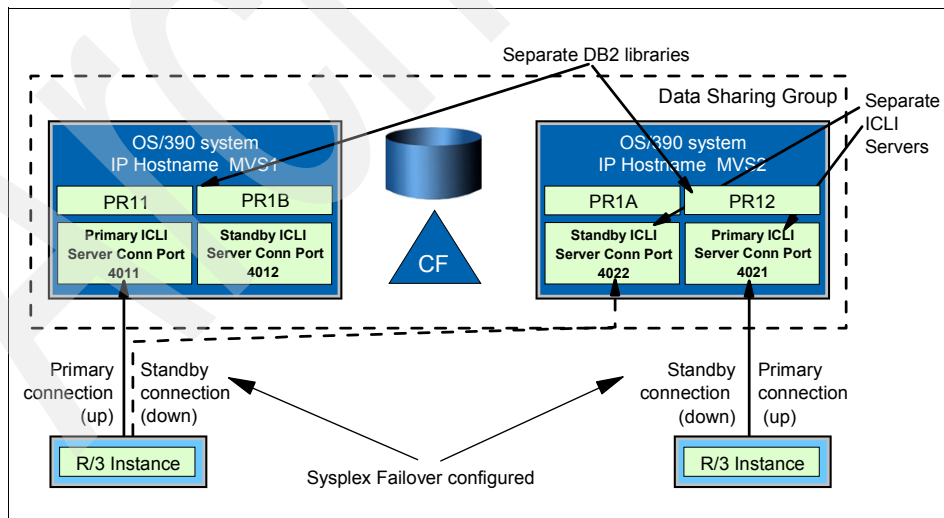 Separate DB2 libraries
Data Sharing Group
Separate
ICLI
Servers
OS/390 system
IP Hostname MVS1
PR11
PR1B
Primary ICLI
Server Conn Port
4011
Standby ICLI
Server Conn Port
4012
CF
OS/390 system
IP Hostname MVS2
PR1A
PR12
Standby ICLI
Server Conn Port
4022
Primary ICLI
Server Conn Port
4021
Primary
connection
(up)
Standby
connection
(down)
Standby
connection
(down)
Primary
connection
(up)
R/3 Instance
Sysplex Failover configured
R/3 Instance